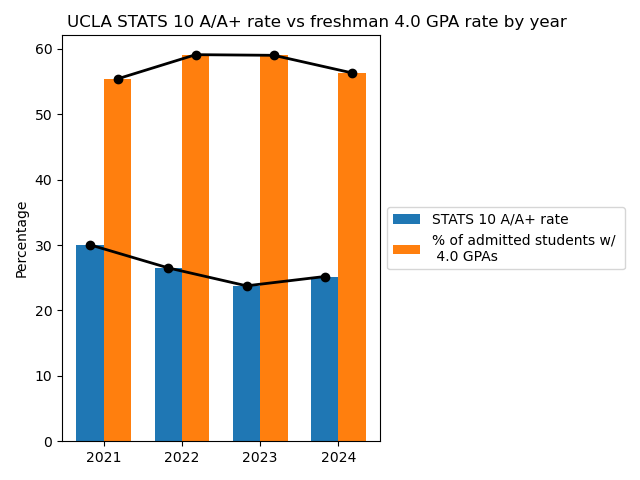 UCLA STATS 10 A/A+ rate vs freshman 4.0 GPA rate by year
Percentage
60
50
40
30
20
10
0
2021 2022 2023 2024
STATS 10 A/A+ rate
% of admitted students w/
4.0 GPAs